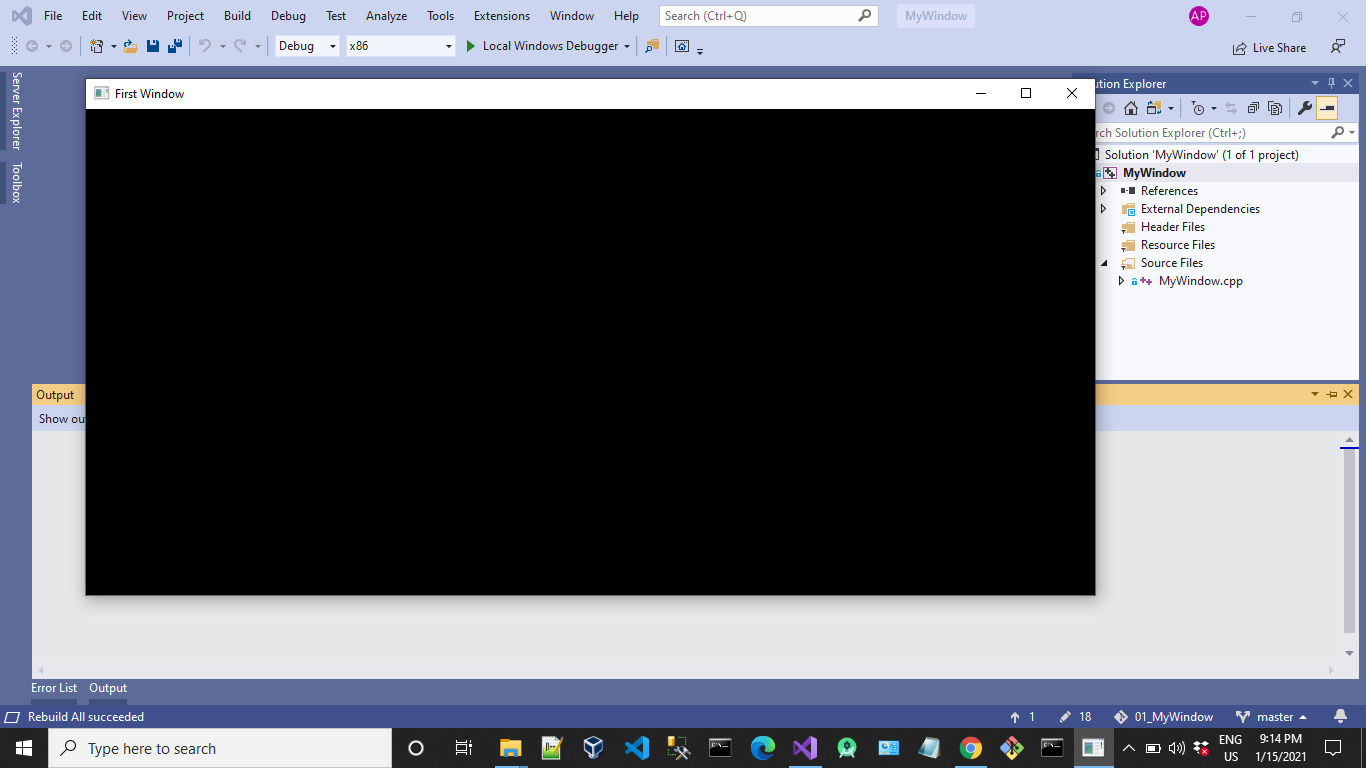 File Edit View Project Build Debug Test Analyze Tools Extensions Window Help Search (Ctrl+Q) MyWindow AP
Debug x86 Local Windows Debugger Live Share
Server Explorer
Toolbox
First Window
ution Explorer
rch Solution Explorer (Ctrl+;)
Solution 'MyWindow' (1 of 1 project)
MyWindow
References
External Dependencies
Header Files
Resource Files
Source Files
MyWindow.cpp
Output
Show ou
Error List Output
Rebuild All succeeded 1 18 01_MyWindow master
Type here to search
ENG
US
9:14 PM
1/15/2021